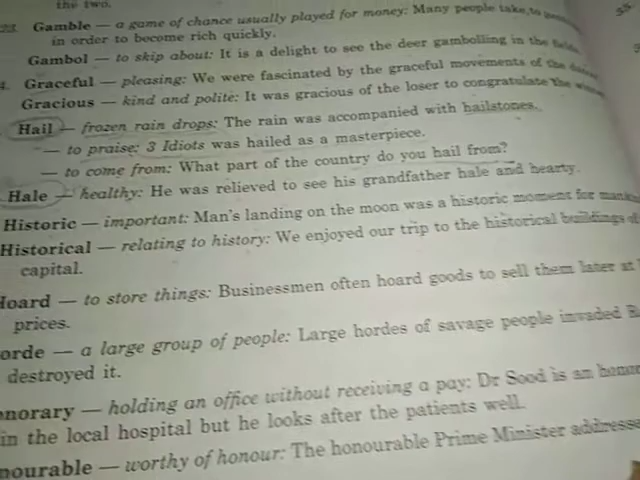 the two.
23. Gamble — a game of chance usually played for money: Many people take to
in order to become rich quickly.
Gambol — to skip about: It is a delight to see the deer gambolling in the fields.
4. Graceful — pleasing: We were fascinated by the graceful movements of the
Gracious — kind and polite: It was gracious of the loser to congratulate the
Hail — frozen rain drops: The rain was accompanied with hailstones.
— to praise: 3 Idiots was hailed as a masterpiece.
— to come from: What part of the country do you hail from?
Hale — healthy: He was relieved to see his grandfather hale and hearty.
Historic — important: Man's landing on the moon was a historic moment for
Historical — relating to history: We enjoyed our trip to the historical buildings of
capital.
Hoard — to store things: Businessmen often hoard goods to sell them later at
prices.
orde — a large group of people: Large hordes of savage people invaded
destroyed it.
norary — holding an office without receiving a pay: Dr Sood is an
in the local hospital but he looks after the patients well.
nourable — worthy of honour: The honourable Prime Minister addresse